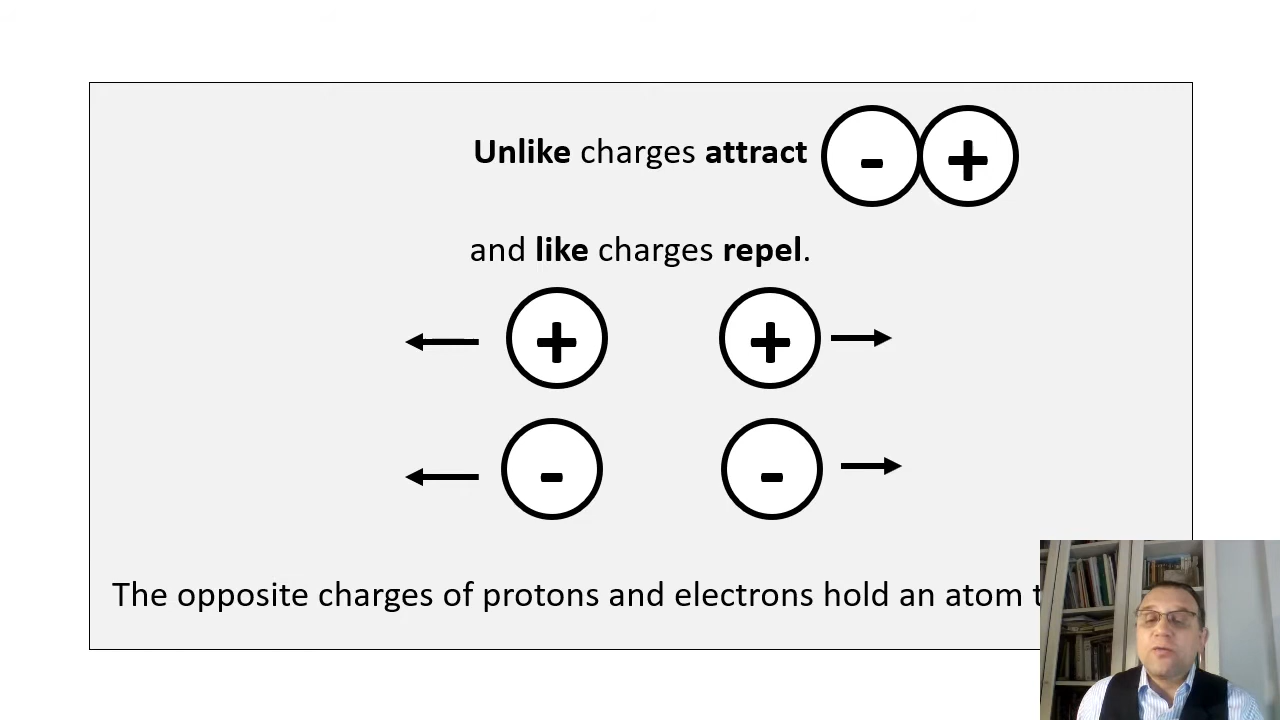 Unlike charges attract - +
and like charges repel.
+ +
- -
The opposite charges of protons and electrons hold an atom